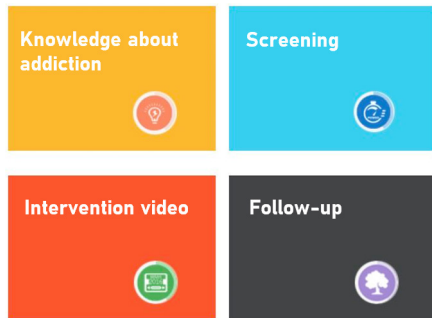 Knowledge about
addiction
Screening
Intervention video
Follow-up